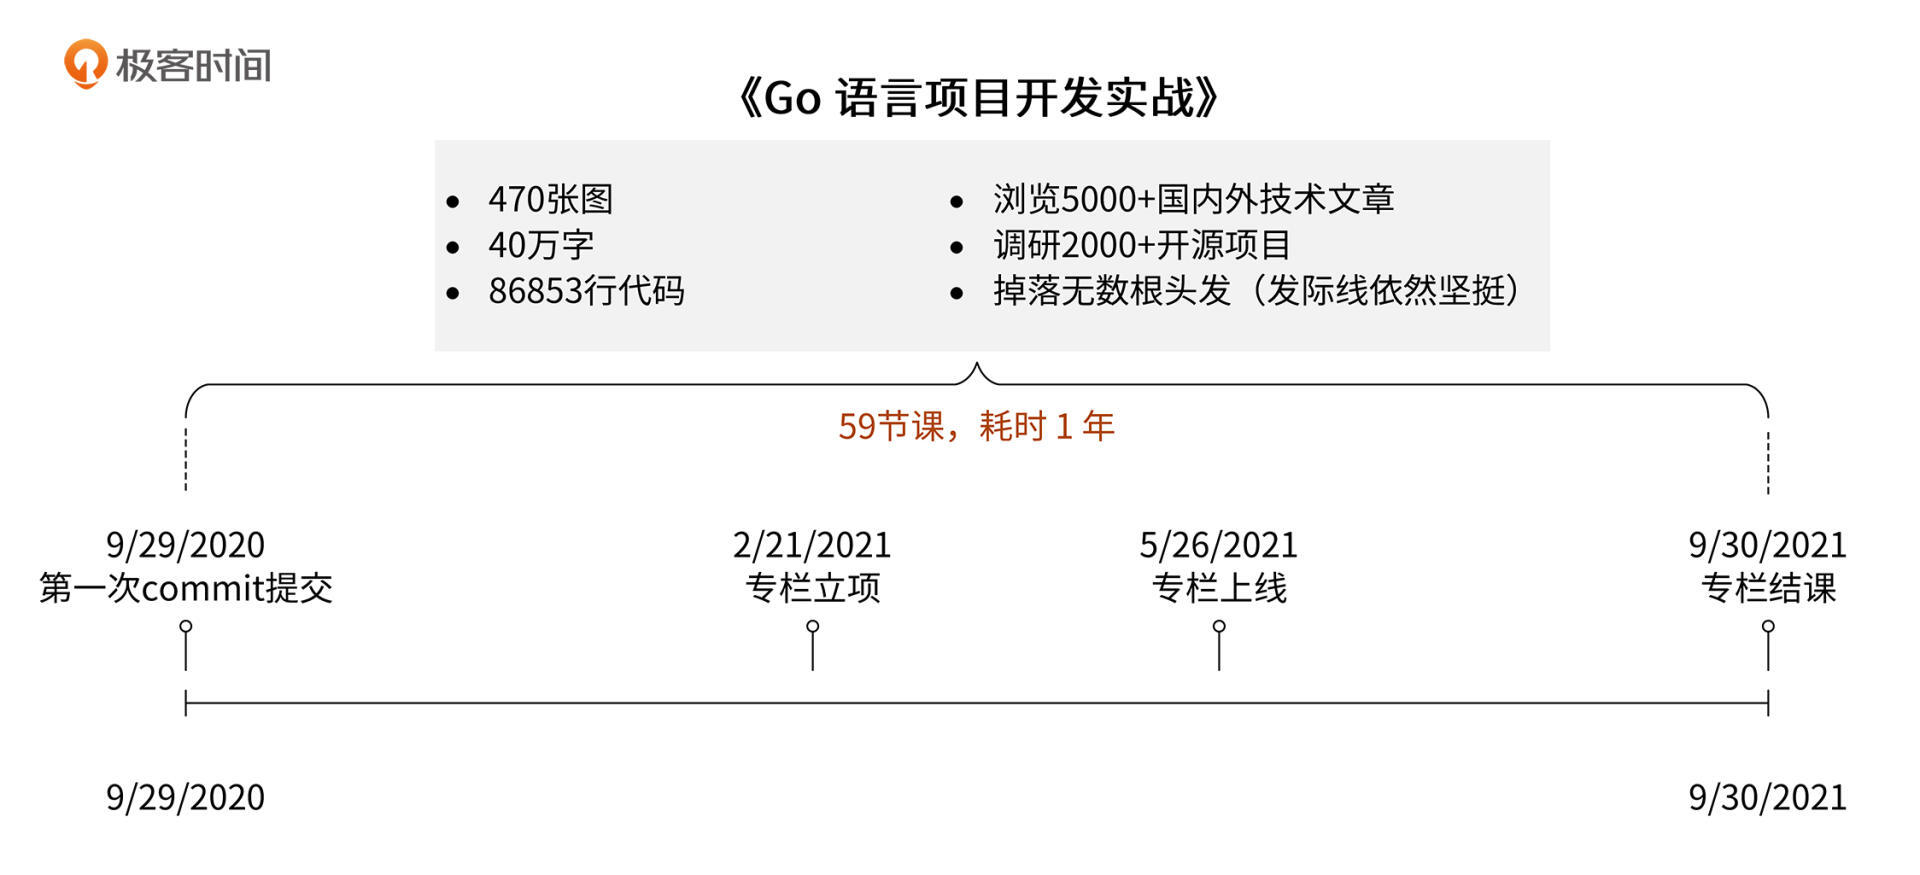 极客时间
《Go 语言项目开发实战》
470张图
40万字
86853行代码
浏览5000+国内外技术文章
调研2000+开源项目
掉落无数根头发（发际线依然坚挺）
59节课，耗时 1 年
9/29/2020
第一次commit提交
2/21/2021
专栏立项
5/26/2021
专栏上线
9/30/2021
专栏结课
9/29/2020
9/30/2021